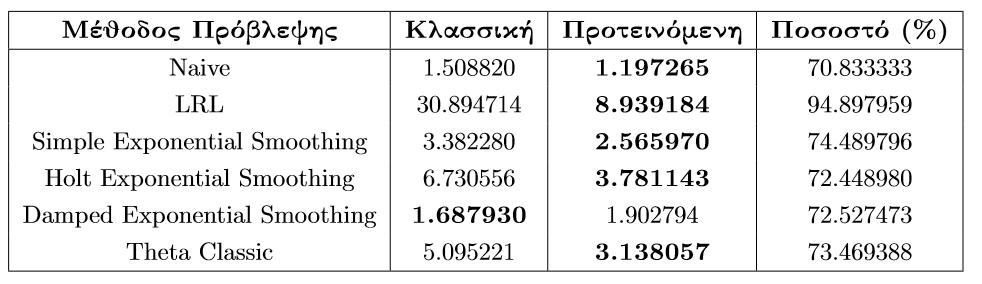 Μέθοδος Πρόβλεψης Κλασσική Προτεινόμενη Ποσοστό (%)
Naive 1.508820 1.197265 70.833333
LRL 30.894714 8.939184 94.897959
Simple Exponential Smoothing 3.382280 2.565970 74.489796
Holt Exponential Smoothing 6.730556 3.781143 72.448980
Damped Exponential Smoothing 1.687930 1.902794 72.527473
Theta Classic 5.095221 3.138057 73.469388